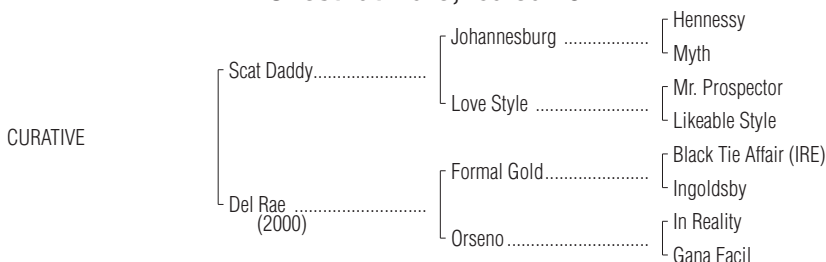 Hennessy
Johannesburg ..................
Myth
Scat Daddy........................
Mr. Prospector
Love Style ........................
Likeable Style
CURATIVE
Black Tie Affair (IRE)
Formal Gold......................
Ingoldsby
Del Rae ............................
(2000)
In Reality
Orseno ..............................
Gana Facil